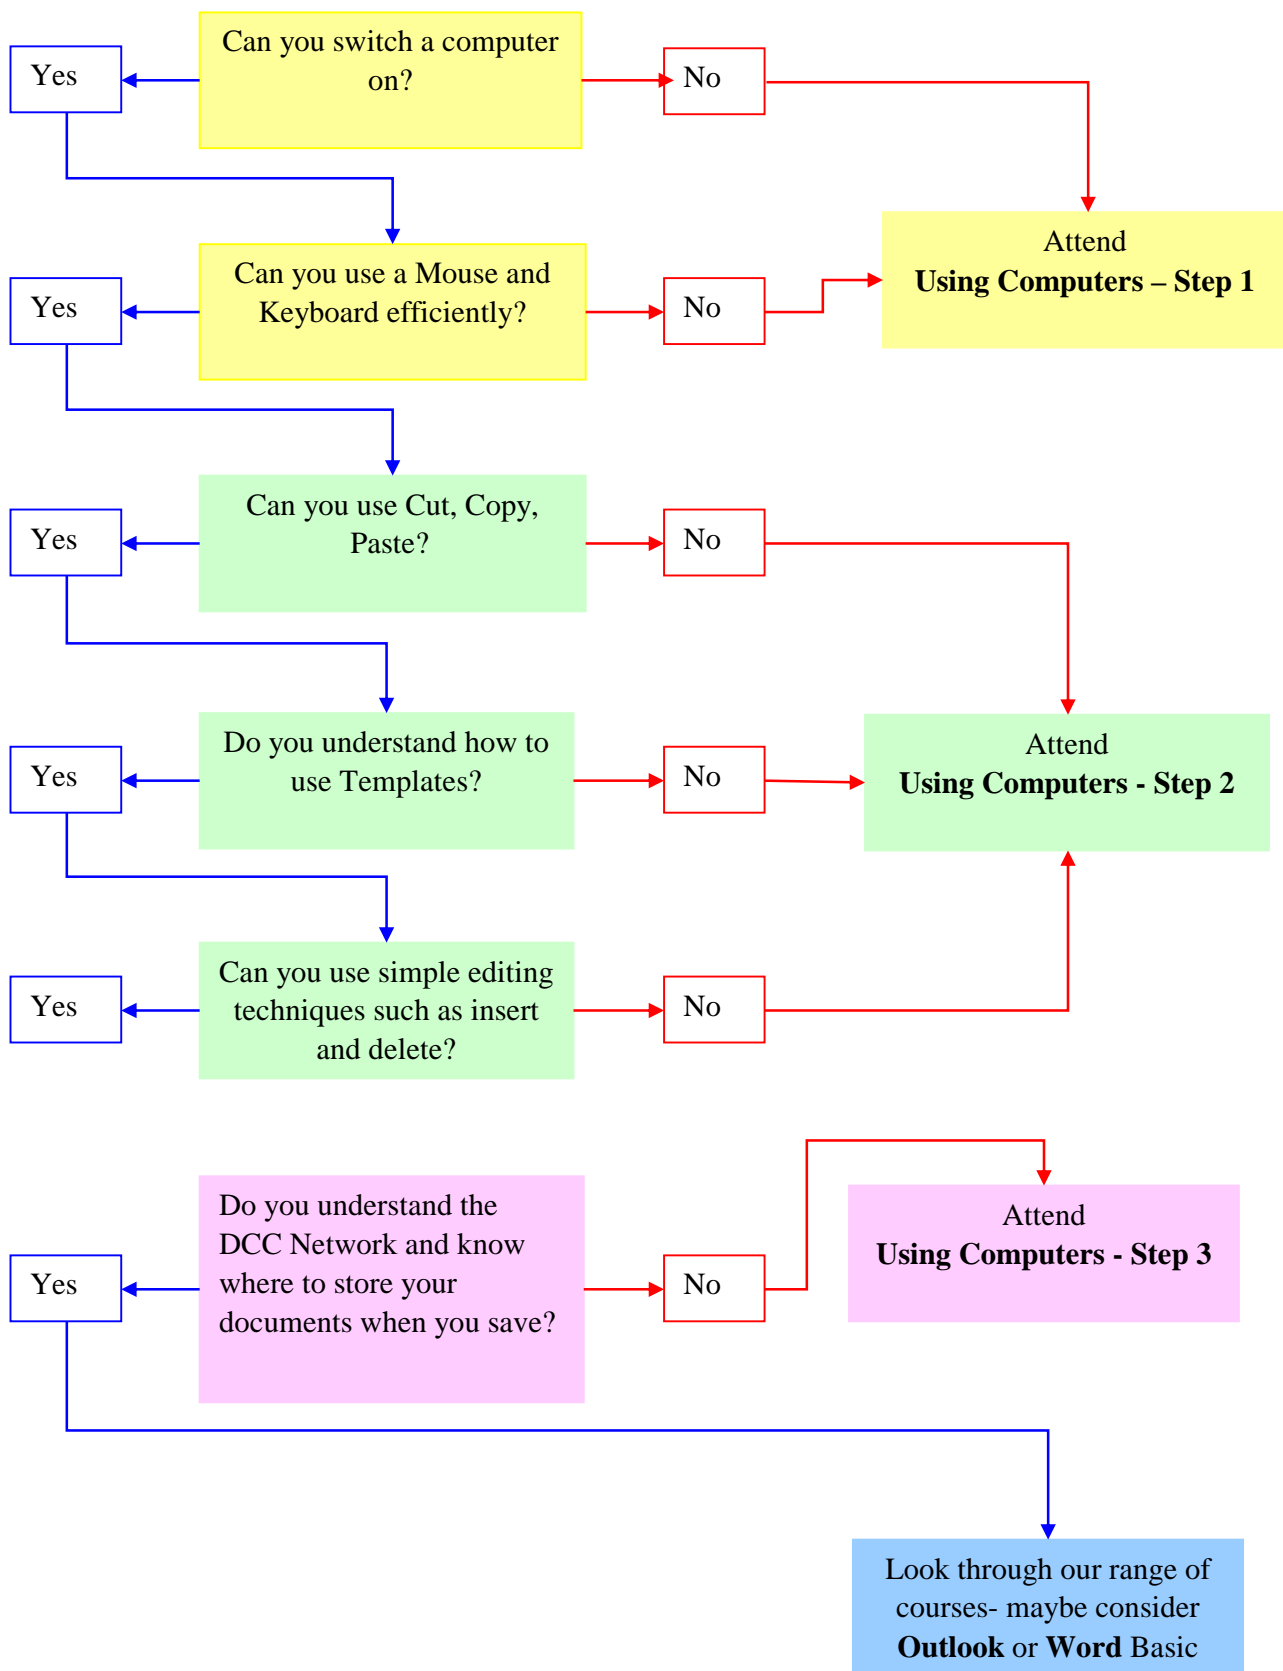 Can you switch a computer
on?
Yes
No
Attend
Using Computers – Step 1
Can you use a Mouse and
Keyboard efficiently?
Yes
No
Can you use Cut, Copy,
Paste?
Yes
No
Do you understand how to
use Templates?
Yes
No
Attend
Using Computers - Step 2
Can you use simple editing
techniques such as insert
and delete?
Yes
No
Do you understand the
DCC Network and know
where to store your
documents when you save?
Yes
No
Attend
Using Computers - Step 3
Look through our range of
courses- maybe consider
Outlook or Word Basic